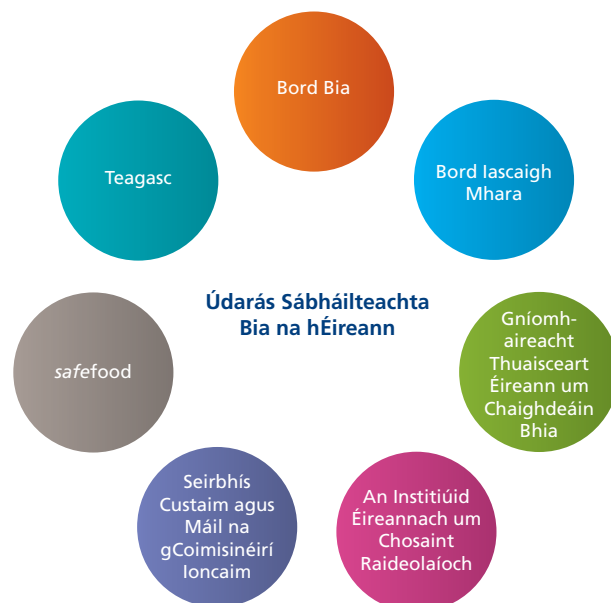 Bord Bia
Teagasc
Bord Iascaigh
Mhara
Údarás Sábháilteachta
Bia na hÉireann
safefood
Gníomh-
aireacht
Thuaisceart
Éireann um
Chaighdeáin
Bhia
Seirbhís
Custaim agus
Máil na
gCoimisinéirí
Ioncaim
An Institiúid
Éireannach um
Chosaint
Raideolaíoch